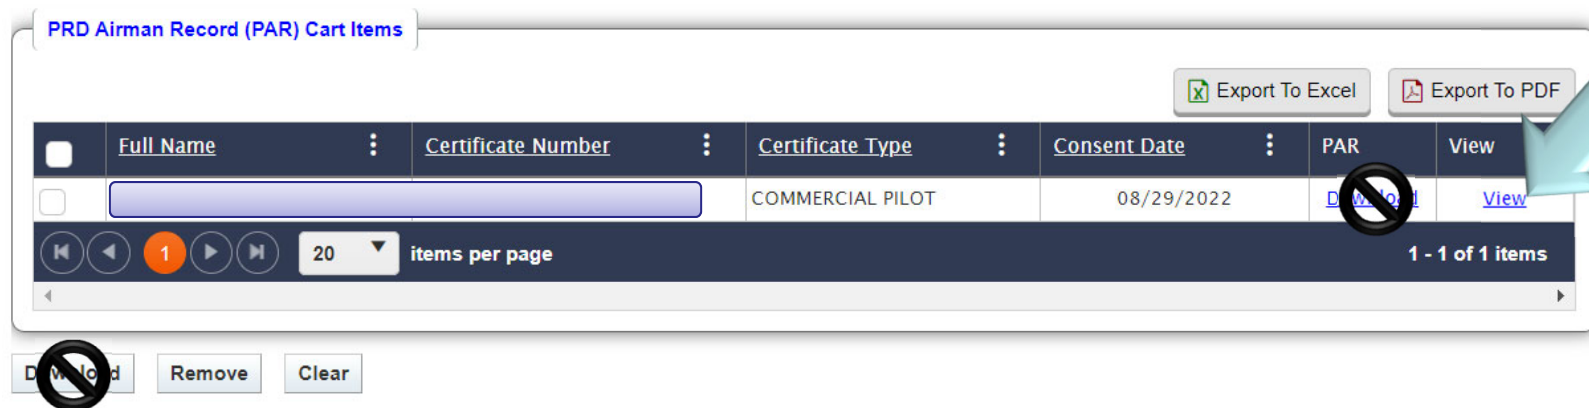 PRD Airman Record (PAR) Cart Items
Export To Excel Export To PDF
Full Name Certificate Number Certificate Type Consent Date PAR View
COMMERCIAL PILOT 08/29/2022 Download View
1 20 items per page 1 - 1 of 1 items
Download Remove Clear